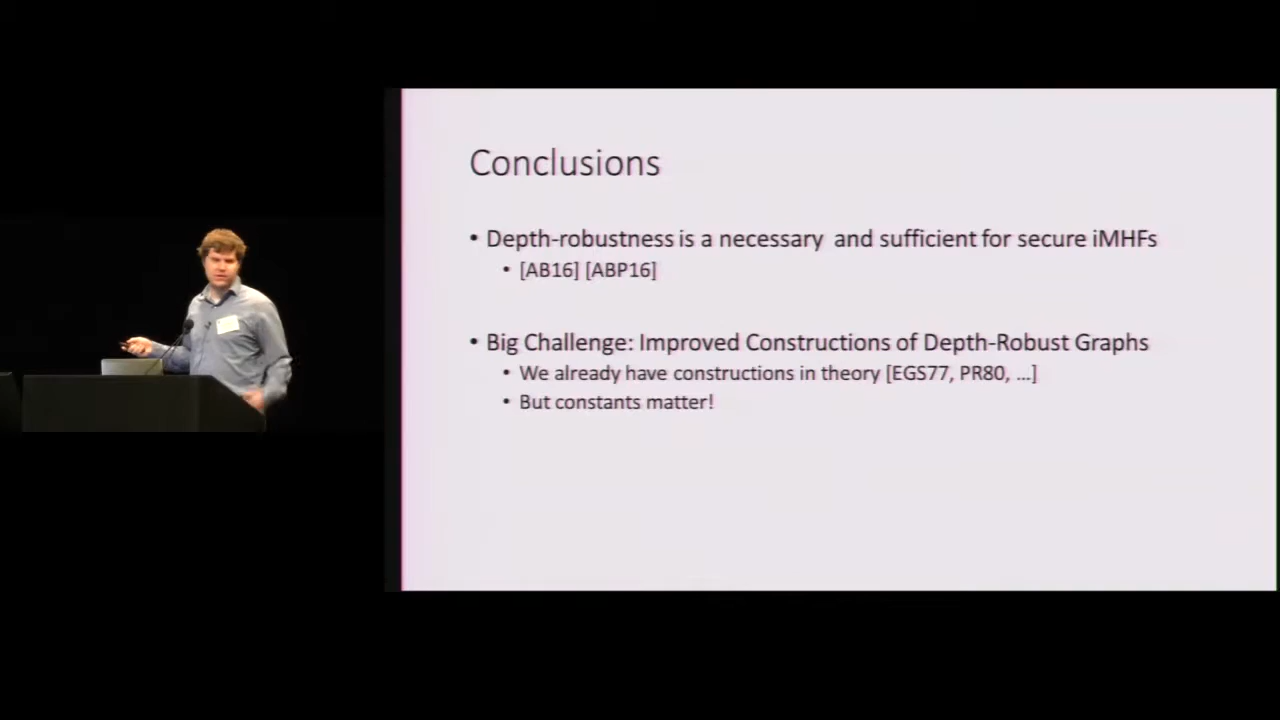 Conclusions
• Depth-robustness is a necessary and sufficient for secure iMHFs
• [AB16] [ABP16]
• Big Challenge: Improved Constructions of Depth-Robust Graphs
• We already have constructions in theory [EGS77, PR80, ...]
• But constants matter!